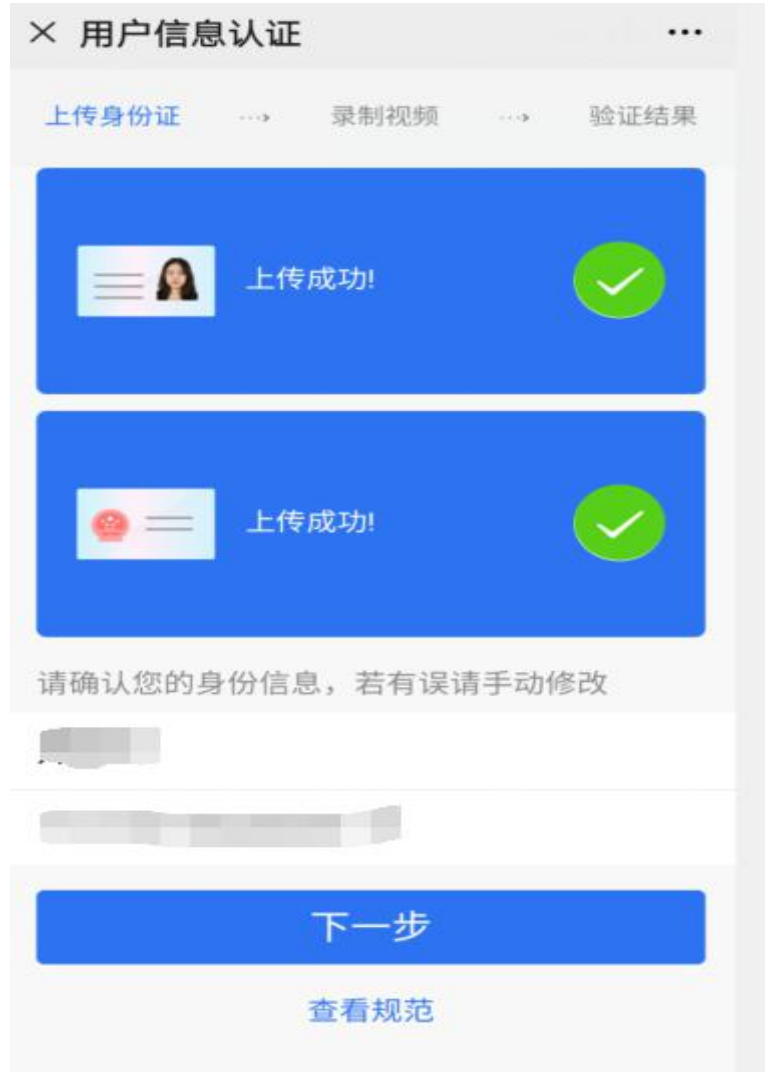 用户信息认证
上传身份证 录制视频 验证结果
上传成功!
上传成功!
请确认您的身份信息，若有误请手动修改
下一步
查看规范